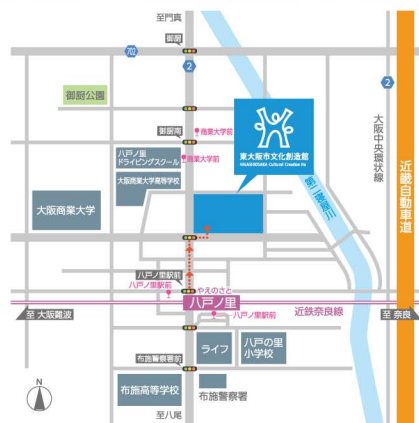 至門真
御厨
702
2
御厨公園
2
商業大学前
御厨南
八戸ノ里
ドライビングスクール
商業大学前
大阪商業大学高等学校
大阪商業大学
東大阪市文化創造館
HIGASHIOSAKA Cultural Creative Hall
第二寝屋川
大阪中央環状線
近畿自動車道
八戸ノ里駅前
八戸ノ里駅前
やえのさと
八戸ノ里
近鉄奈良線
至 大阪難波
至 奈良
八戸ノ里駅前
布施警察署前
ライフ
八戸の里
小学校
布施高等学校
布施警察署
N
至八尾